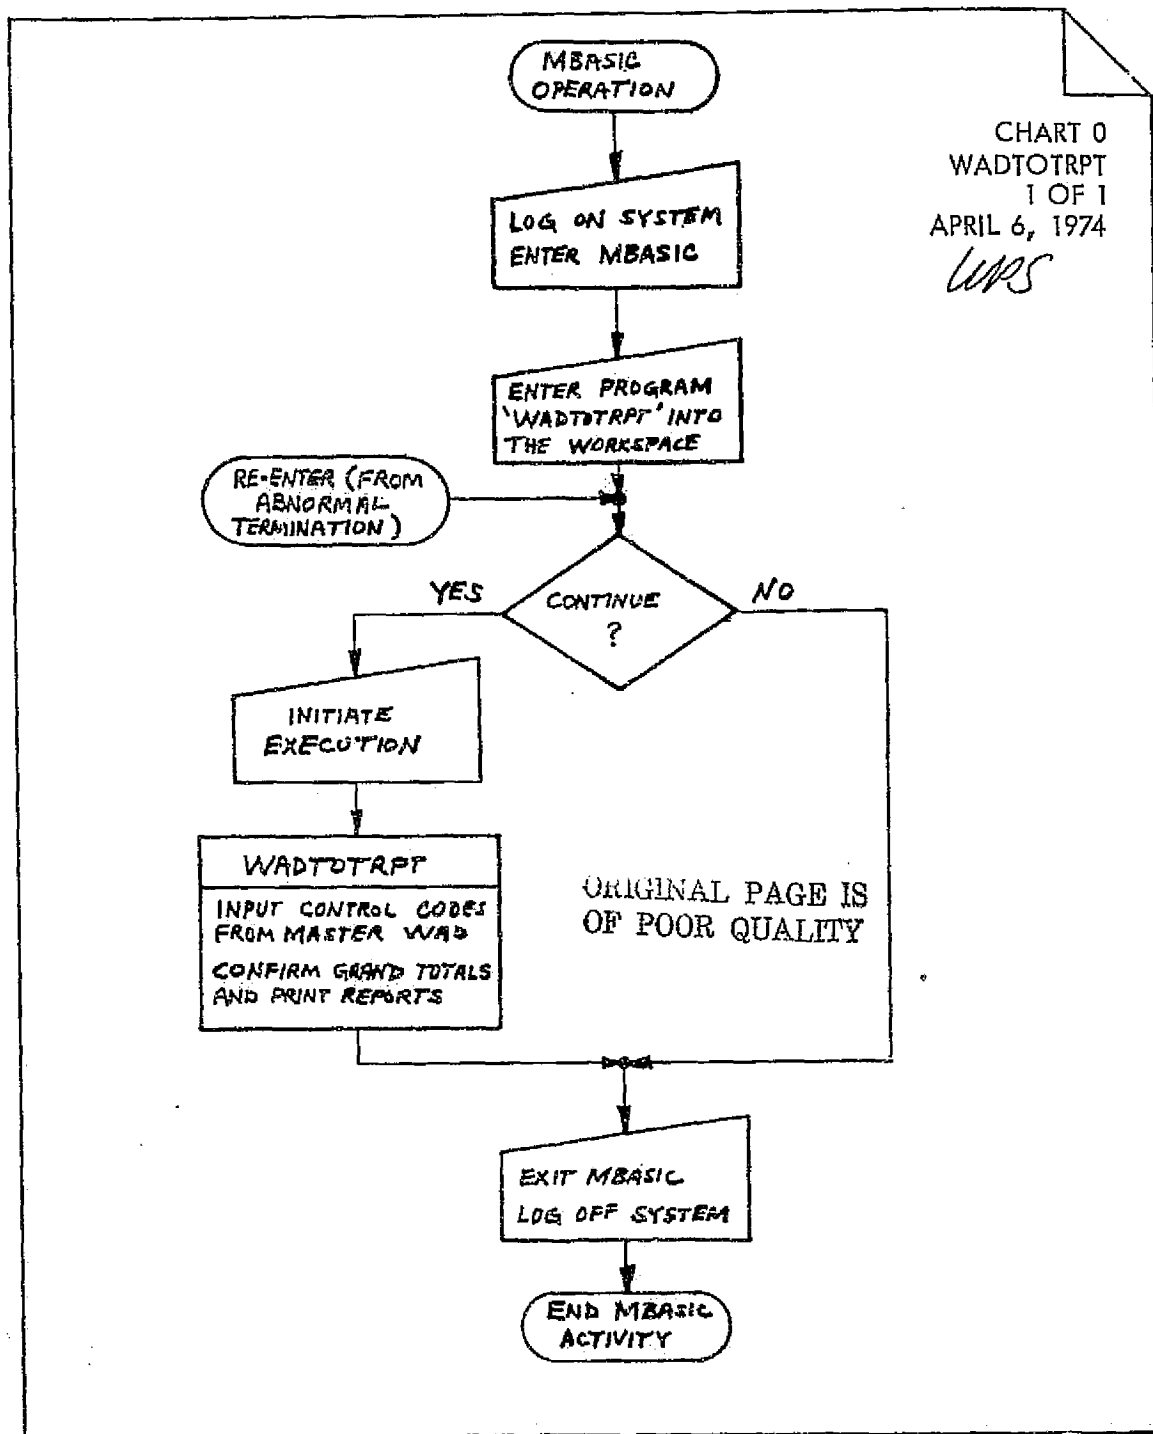 MBASIC
OPERATION
CHART 0
WADTOTRPT
1 OF 1
APRIL 6, 1974
LOG ON SYSTEM
ENTER MBASIC
ENTER PROGRAM
'WADTOTRPT' INTO
THE WORKSPACE
RE-ENTER (FROM
ABNORMAL
TERMINATION)
YES
CONTINUE
?
NO
INITIATE
EXECUTION
WADTOTRPT
INPUT CONTROL CODES
FROM MASTER WAD
CONFIRM GRAND TOTALS
AND PRINT REPORTS
ORIGINAL PAGE IS
OF POOR QUALITY
EXIT MBASIC
LOG OFF SYSTEM
END MBASIC
ACTIVITY